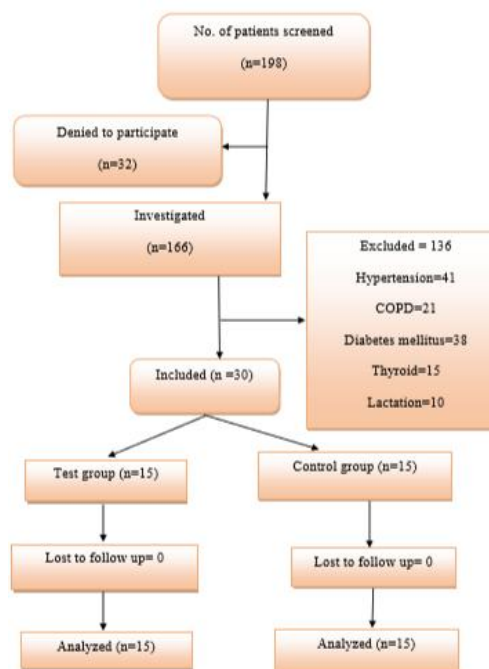 No. of patients screened
(n=198)
Denied to participate
(n=32)
Investigated
(n=166)
Excluded = 136
Hypertension=41
COPD=21
Diabetes mellitus=38
Thyroid=15
Lactation=10
Included (n =30)
Test group (n=15)
Control group (n=15)
Lost to follow up= 0
Lost to follow up= 0
Analyzed (n=15)
Analyzed (n=15)